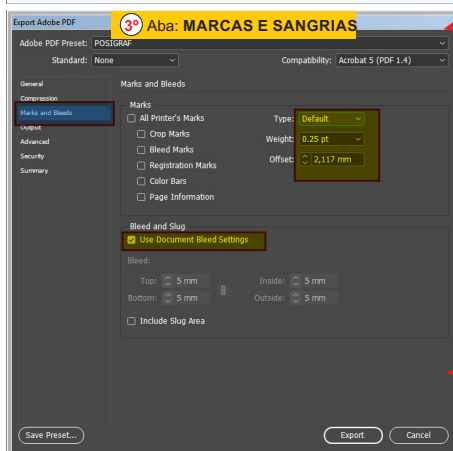 Export Adobe PDF
3º Aba: MARCAS E SANGRIAS
Adobe PDF Preset: POSIGRAF
Standard: None Compatibility: Acrobat 5 (PDF 1.4)
General
Compression
Marks and Bleeds
Output
Advanced
Security
Summary
Marks and Bleeds
Marks
All Printer's Marks
Crop Marks
Bleed Marks
Registration Marks
Color Bars
Page Information
Type: Default
Weight: 0.25 pt
Offset: 2,117 mm
Bleed and Slug
Use Document Bleed Settings
Bleed:
Top: 5 mm Inside: 5 mm
Bottom: 5 mm Outside: 5 mm
Include Slug Area
Save Preset... Export Cancel